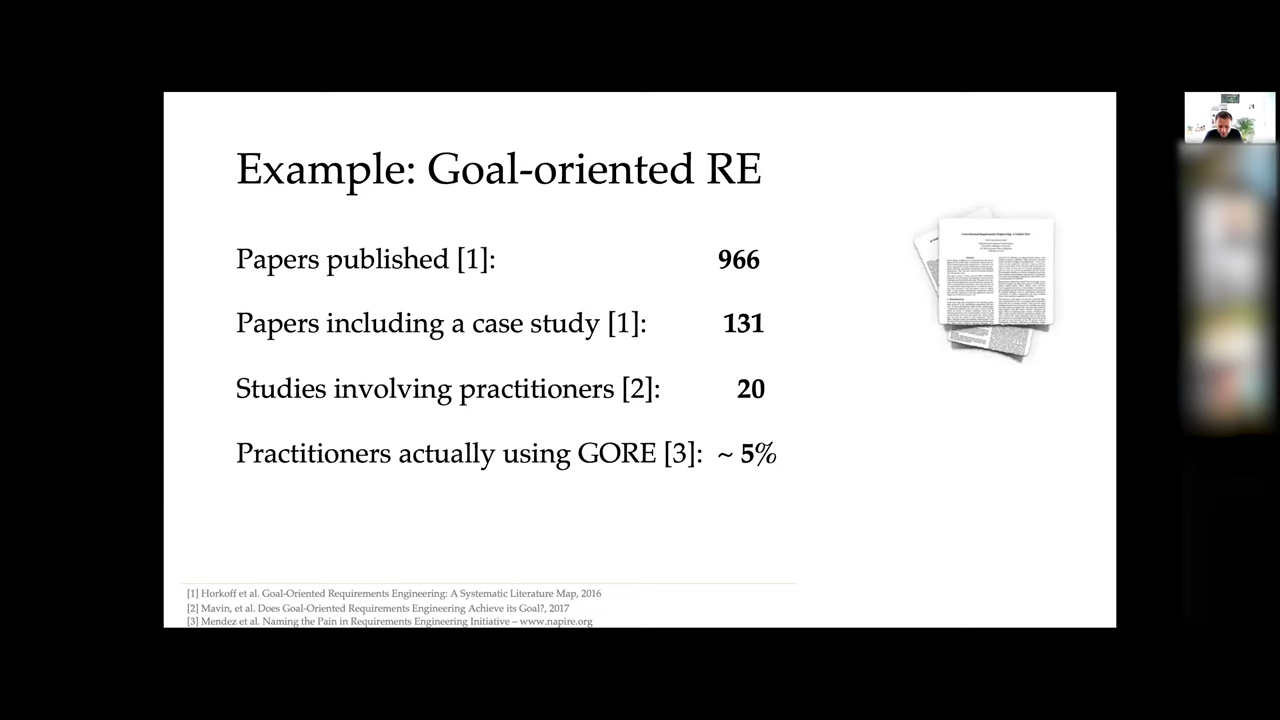 Example: Goal-oriented RE
Papers published [1]: 966
Papers including a case study [1]: 131
Studies involving practitioners [2]: 20
Practitioners actually using GORE [3]: ~ 5%
[1] Horkoff et al. Goal-Oriented Requirements Engineering: A Systematic Literature Map, 2016
[2] Mavin, et al. Does Goal-Oriented Requirements Engineering Achieve its Goal?, 2017
[3] Mendez et al. Naming the Pain in Requirements Engineering Initiative – www.napire.org